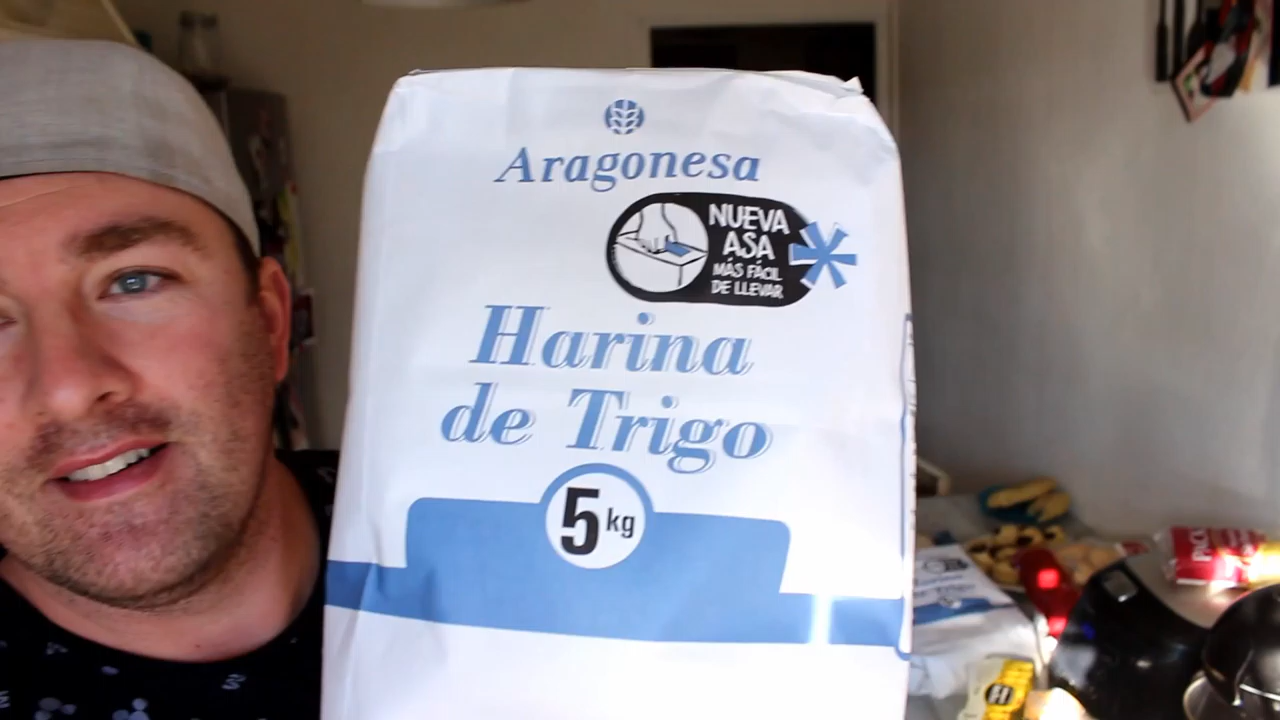 Aragonesa
NUEVA
ASA
MÁS FÁCIL
DE LLEVAR
Harina
de Trigo
5 kg